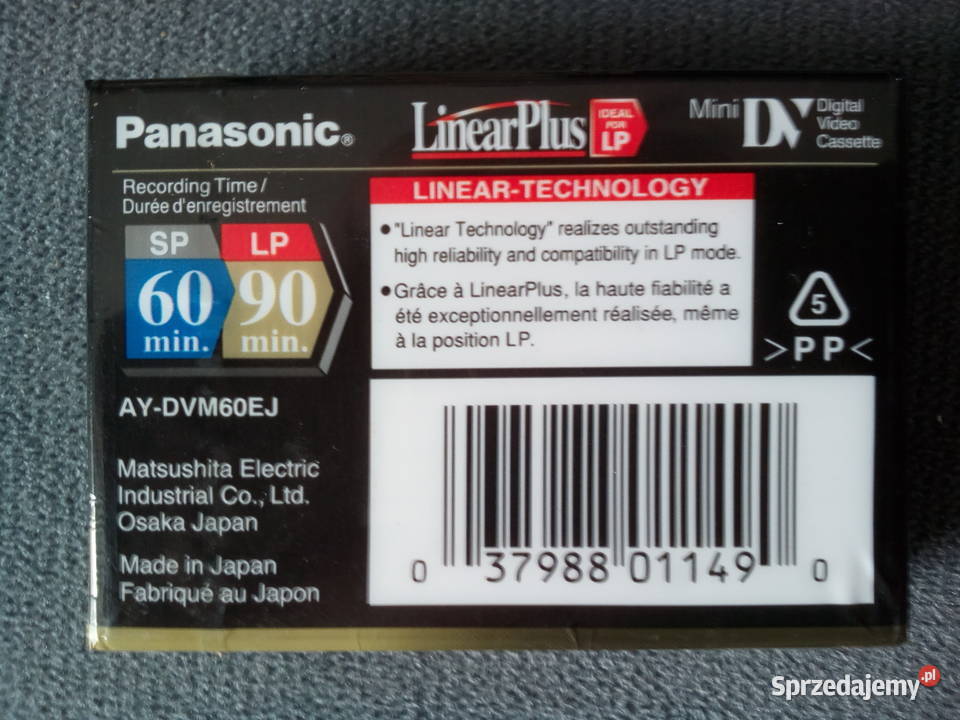 Panasonic®
LinearPlus
IDEAL
FOR
LP
Mini DV
Digital
Video
Cassette
Recording Time /
Durée d'enregistrement
SP
60
min.
LP
90
min.
LINEAR-TECHNOLOGY
● "Linear Technology" realizes outstanding
high reliability and compatibility in LP mode.
● Grâce à LinearPlus, la haute fiabilité a
été exceptionnellement réalisée, même
à la position LP.
5
>PP<
AY-DVM60EJ
Matsushita Electric
Industrial Co., Ltd.
Osaka Japan
Made in Japan
Fabriqué au Japon
0 37988 01149 0
Sprzedajemy.pl